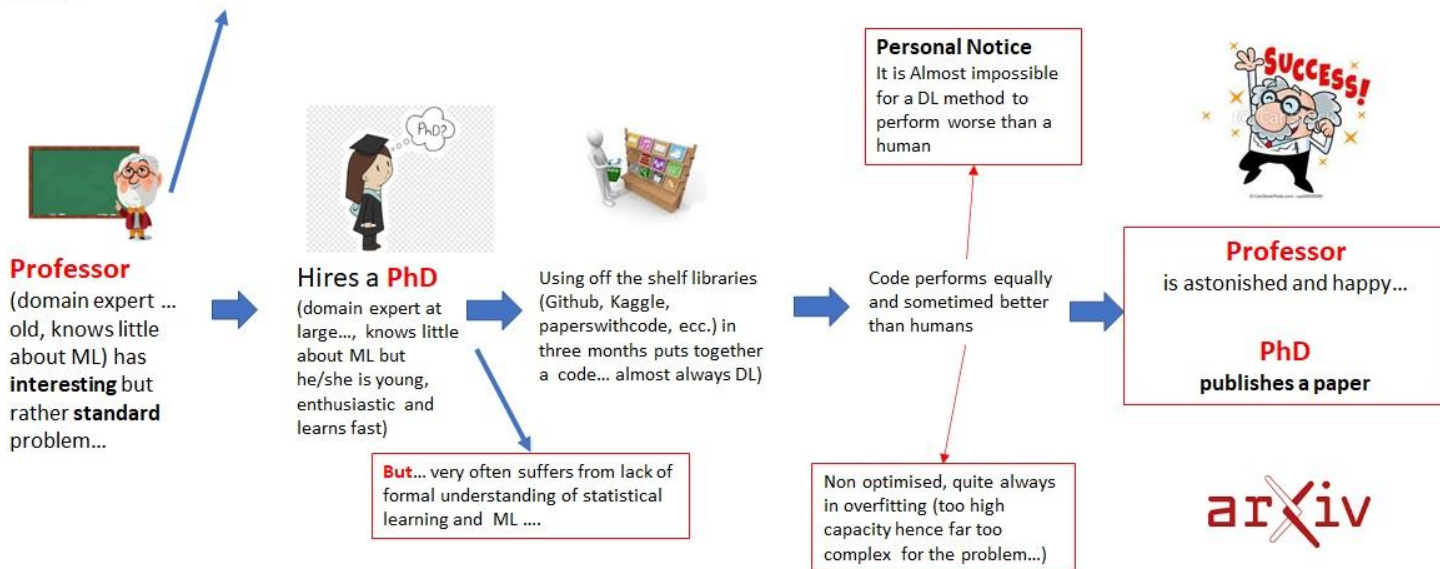 Professor
(domain expert …
old, knows little
about ML) has
interesting but
rather standard
problem…
PhD?
Hires a PhD
(domain expert at
large…, knows little
about ML but
he/she is young,
enthusiastic and
learns fast)
But… very often suffers from lack of
formal understanding of statistical
learning and ML ….
Using off the shelf libraries
(Github, Kaggle,
paperswithcode, ecc.) in
three months puts together
a code… almost always DL)
Personal Notice
It is Almost impossible
for a DL method to
perform worse than a
human
Code performs equally
and sometimed better
than humans
Non optimised, quite always
in overfitting (too high
capacity hence far too
complex for the problem…)
SUCCESS!
Professor
is astonished and happy…
PhD
publishes a paper
arXiv